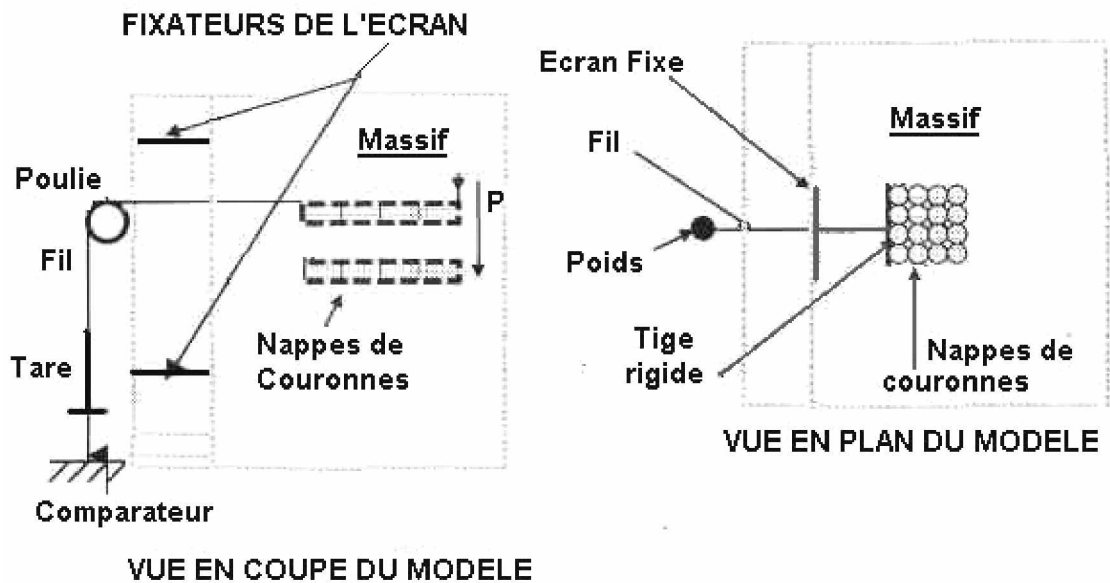 FIXATEURS DE L'ECRAN
Massif
Poulie
P
Fil
Tare
Nappes de
Couronnes
Comparateur
VUE EN COUPE DU MODELE
Ecran Fixe
Fil
Massif
Poids
Tige
rigide
Nappes de
couronnes
VUE EN PLAN DU MODELE